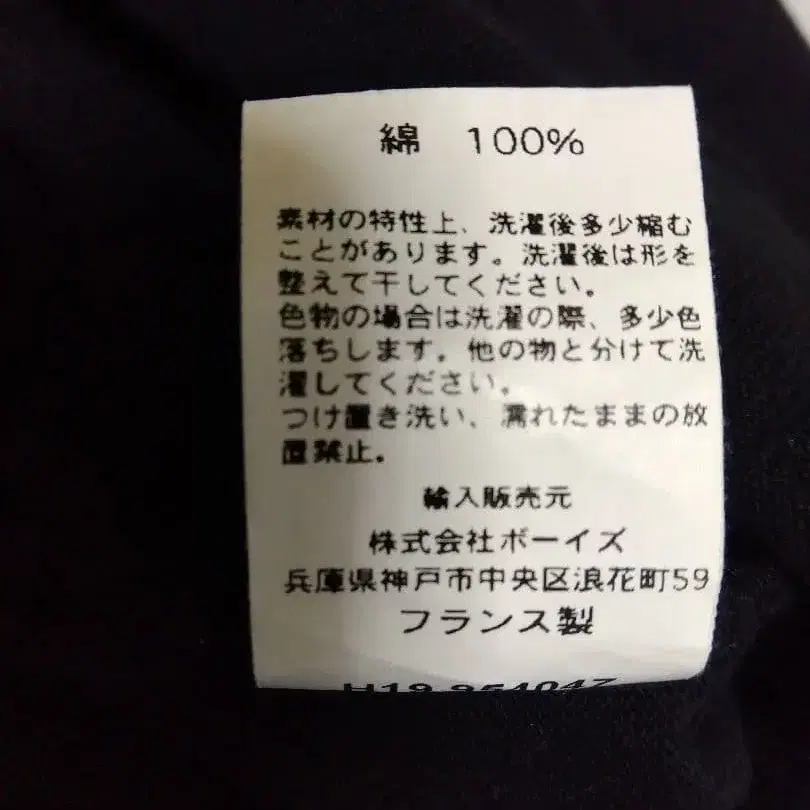 綿 100%
素材の特性上、洗濯後多少縮む
ことがあります。洗濯後は形を
整えて干してください。
色物の場合は洗濯の際、多少色
落ちします。他の物と分けて洗
濯してください。
つけ置き洗い、濡れたままの放
置禁止。
輸入販売元
株式会社ボーイズ
兵庫県神戸市中央区浪花町59
フランス製